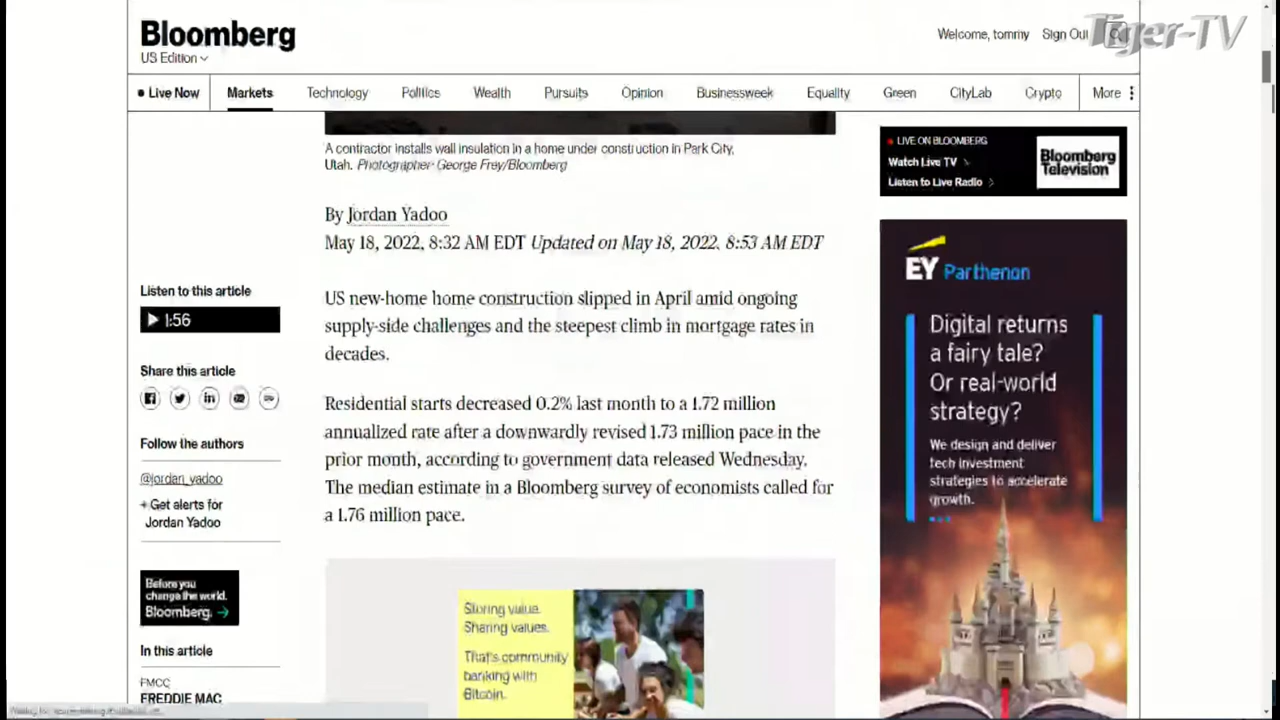 Bloomberg
US Edition
Welcome, tommy Sign Out
Tiger-TV
Live Now Markets Technology Politics Wealth Pursuits Opinion Businessweek Equality Green CityLab Crypto More
A contractor installs wall insulation in a home under construction in Park City,
Utah. Photographer: George Frey/Bloomberg
By Jordan Yadoo
May 18, 2022, 8:32 AM EDT Updated on May 18, 2022, 8:53 AM EDT
US new-home home construction slipped in April amid ongoing
supply-side challenges and the steepest climb in mortgage rates in
decades.
Residential starts decreased 0.2% last month to a 1.72 million
annualized rate after a downwardly revised 1.73 million pace in the
prior month, according to government data released Wednesday.
The median estimate in a Bloomberg survey of economists called for
a 1.76 million pace.
Listen to this article
1:56
Share this article
Follow the authors
@jordan_yadoo
+ Get alerts for
Jordan Yadoo
Before you
change the world.
Bloomberg
In this article
FMCC
FREDDIE MAC
Storing value.
Sharing values.
That's community
banking with
Bitcoin.
LIVE ON BLOOMBERG
Watch Live TV
Listen to Live Radio
Bloomberg
Television
EY Parthenon
Digital returns
a fairy tale?
Or real-world
strategy?
We design and deliver
tech investment
strategies to accelerate
growth.